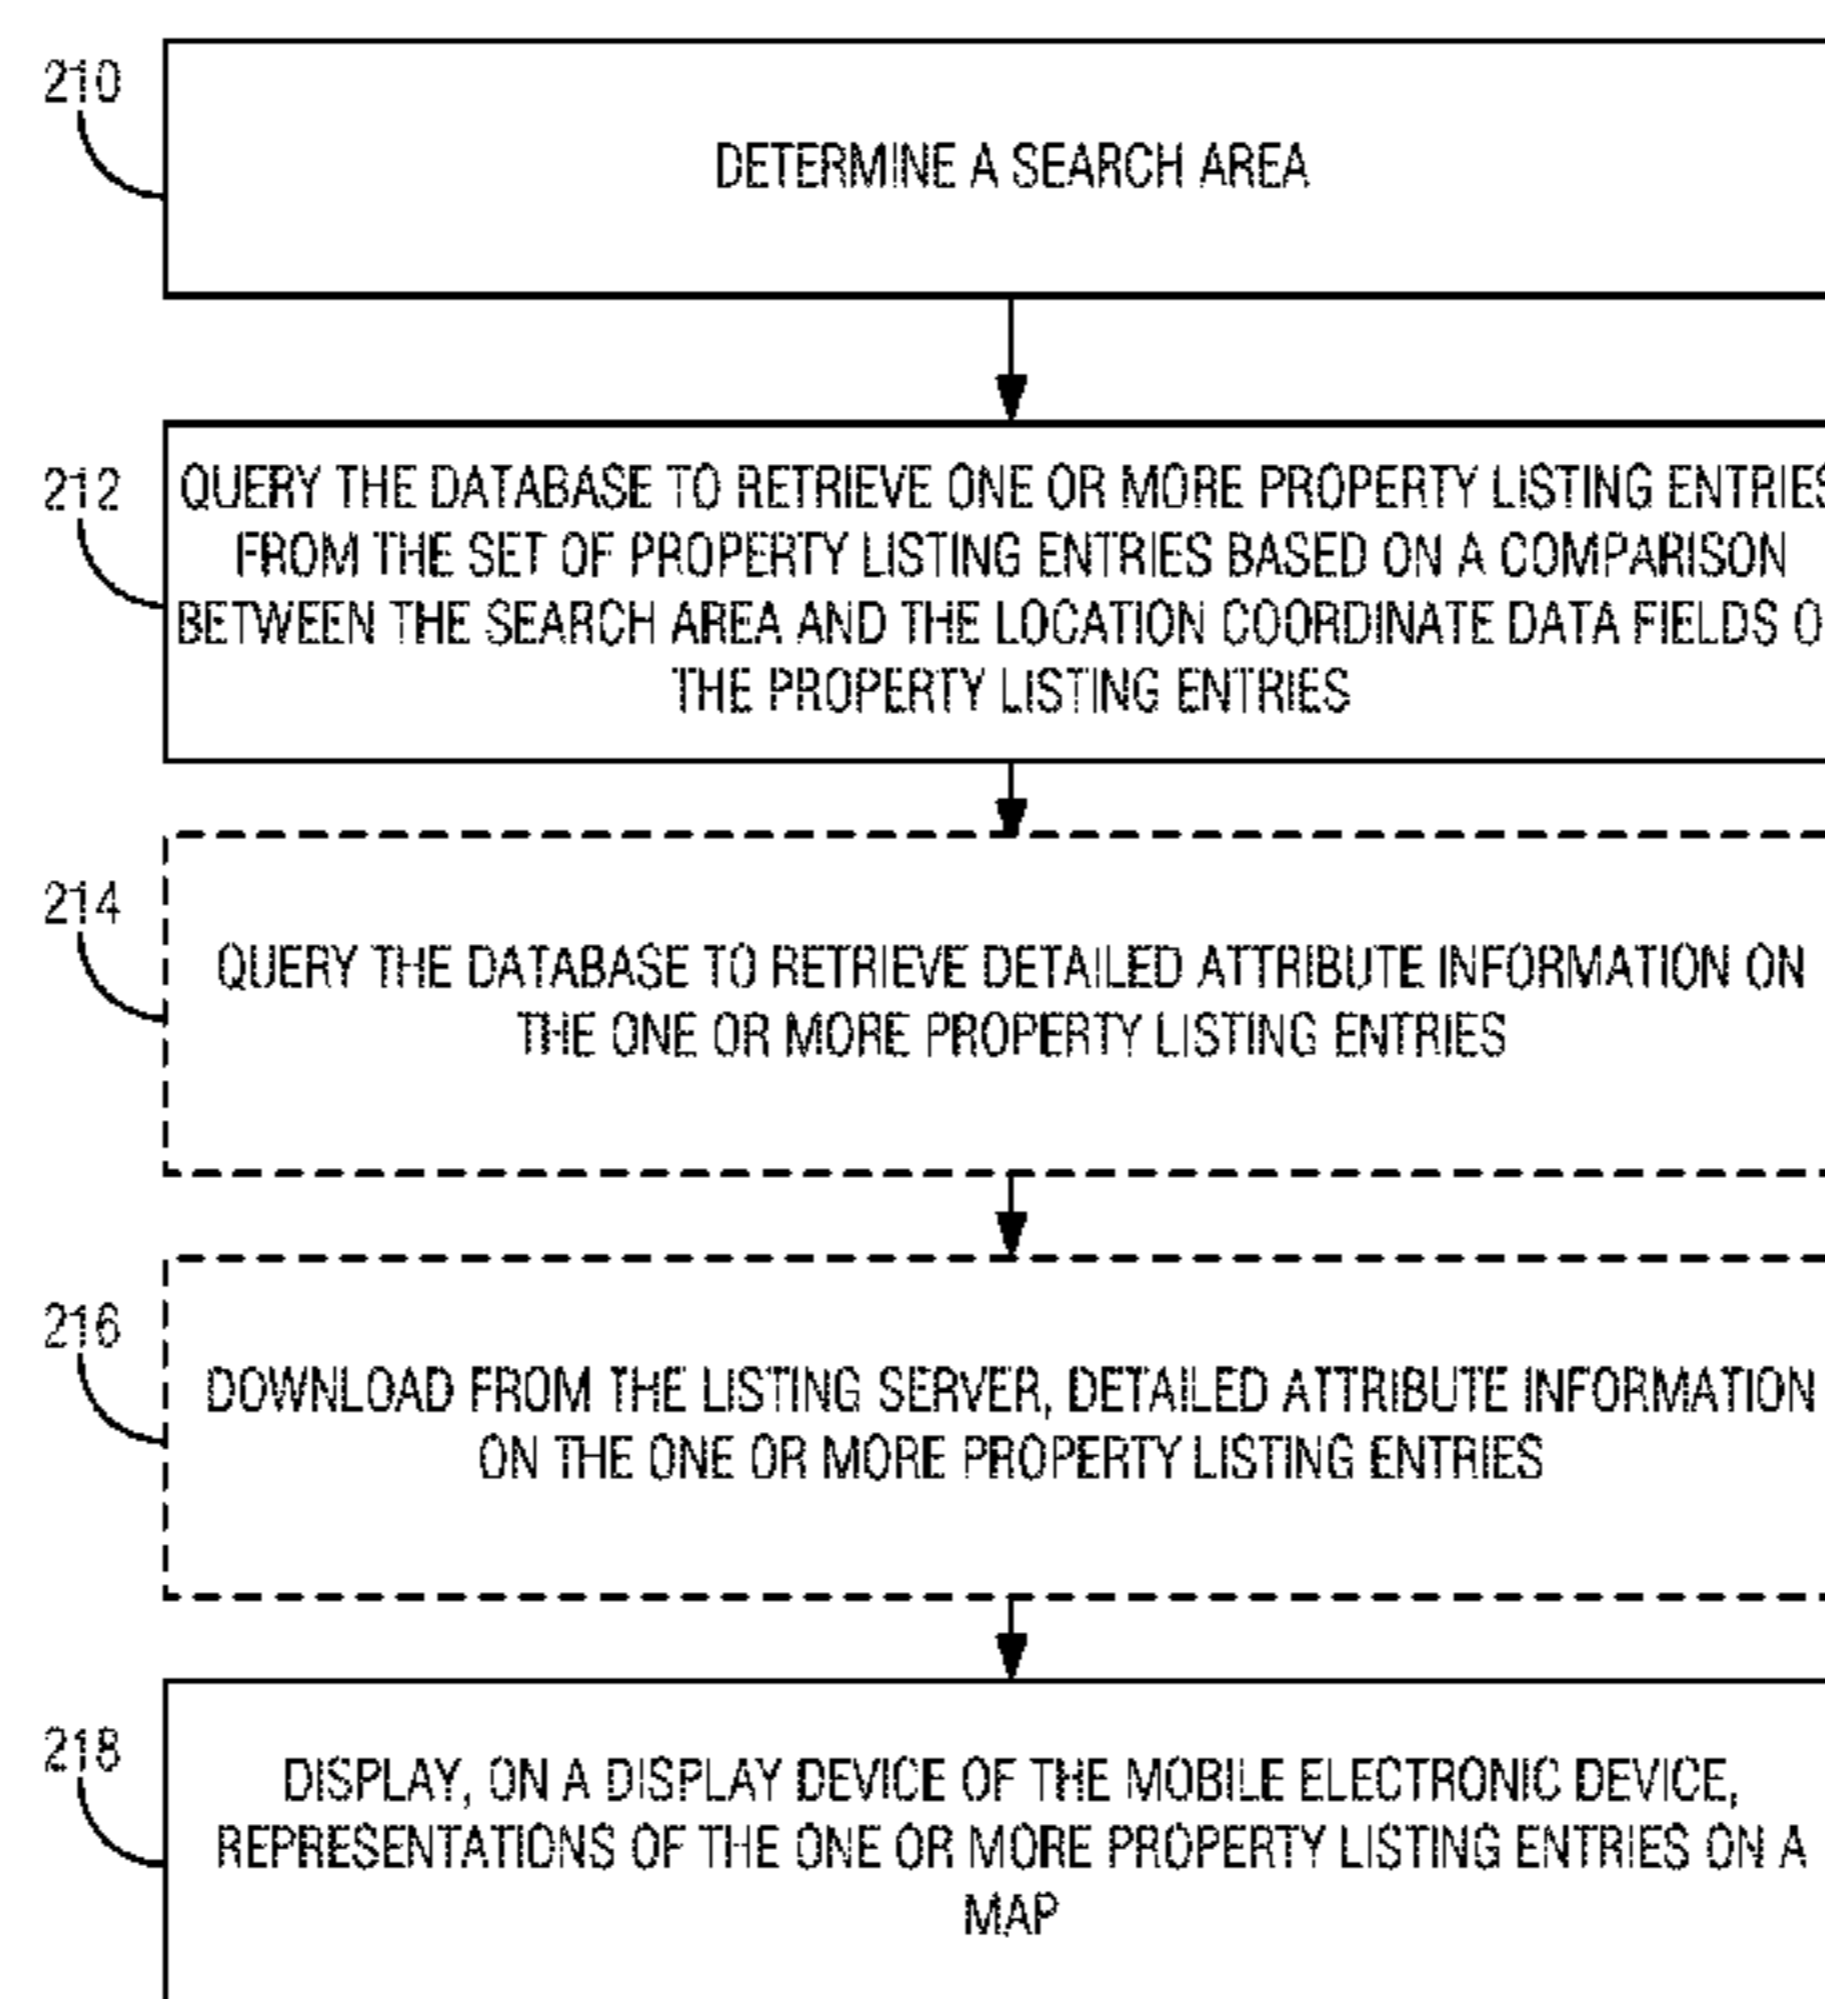 210
DETERMINE A SEARCH AREA
212
QUERY THE DATABASE TO RETRIEVE ONE OR MORE PROPERTY LISTING ENTRIES
FROM THE SET OF PROPERTY LISTING ENTRIES BASED ON A COMPARISON
BETWEEN THE SEARCH AREA AND THE LOCATION COORDINATE DATA FIELDS O
THE PROPERTY LISTING ENTRIES
214
QUERY THE DATABASE TO RETRIEVE DETAILED ATTRIBUTE INFORMATION ON
THE ONE OR MORE PROPERTY LISTING ENTRIES
216
DOWNLOAD FROM THE LISTING SERVER, DETAILED ATTRIBUTE INFORMATION
ON THE ONE OR MORE PROPERTY LISTING ENTRIES
218
DISPLAY, ON A DISPLAY DEVICE OF THE MOBILE ELECTRONIC DEVICE,
REPRESENTATIONS OF THE ONE OR MORE PROPERTY LISTING ENTRIES ON A
MAP